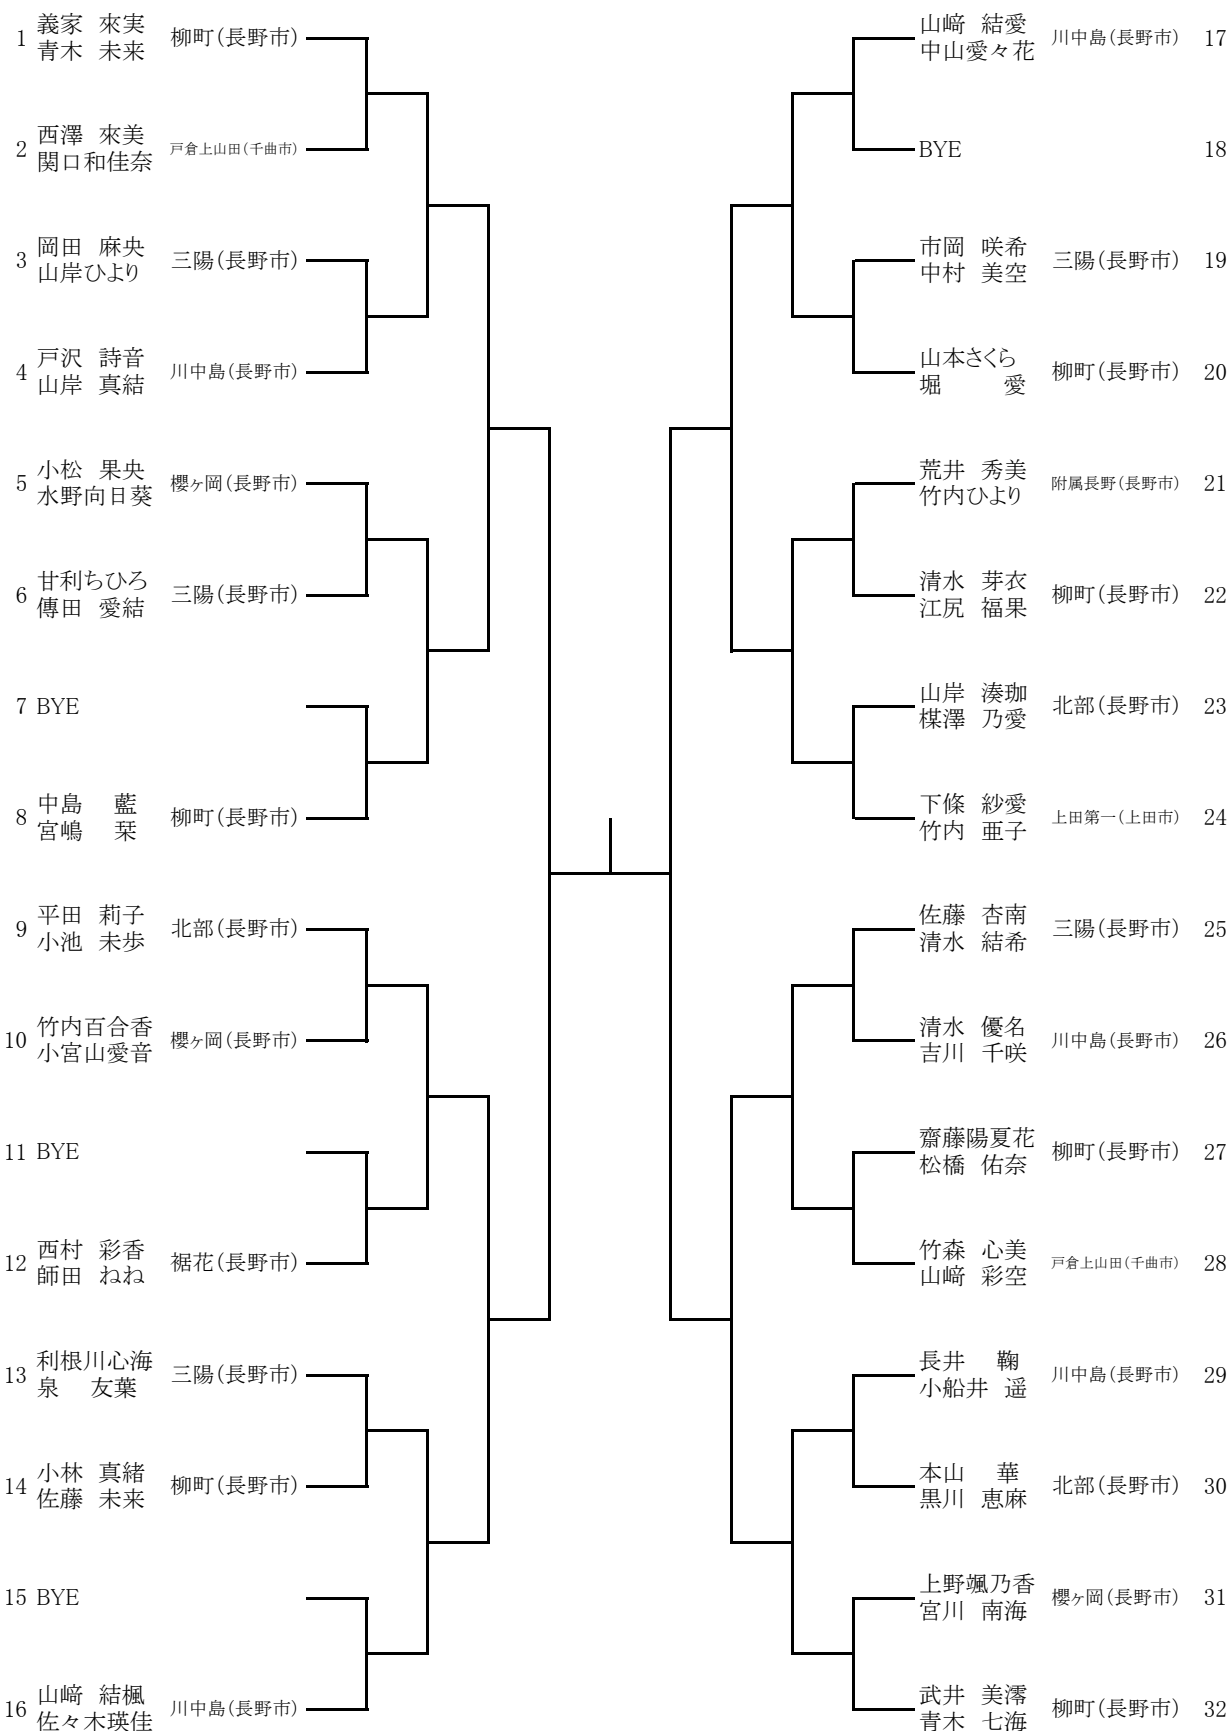 1 義家 來実 柳町(長野市)
青木 未来
2 西澤 來美 戸倉上山田(千曲市)
関口和佳奈
3 岡田 麻央 三陽(長野市)
山岸ひより
4 戸沢 詩音 川中島(長野市)
山岸 真結
5 小松 果央 櫻ヶ岡(長野市)
水野向日葵
6 甘利ちひろ 三陽(長野市)
傳田 愛結
7 BYE
8 中島 藍 柳町(長野市)
宮嶋 栞
9 平田 莉子 北部(長野市)
小池 未歩
10 竹内百合香 櫻ヶ岡(長野市)
小宮山愛音
11 BYE
12 西村 彩香 裾花(長野市)
師田 ねね
13 利根川心海 三陽(長野市)
泉 友葉
14 小林 真緒 柳町(長野市)
佐藤 未来
15 BYE
16 山﨑 結楓 川中島(長野市)
佐々木瑛佳
山﨑 結愛 川中島(長野市) 17
中山愛々花
BYE 18
市岡 咲希 三陽(長野市) 19
中村 美空
山本さくら 柳町(長野市) 20
堀 愛
荒井 秀美 附属長野(長野市) 21
竹内ひより
清水 芽衣 柳町(長野市) 22
江尻 福果
山岸 湊珈 北部(長野市) 23
楳澤 乃愛
下條 紗愛 上田第一(上田市) 24
竹内 亜子
佐藤 杏南 三陽(長野市) 25
清水 結希
清水 優名 川中島(長野市) 26
吉川 千咲
齋藤陽夏花 柳町(長野市) 27
松橋 佑奈
竹森 心美 戸倉上山田(千曲市) 28
山﨑 彩空
長井 鞠 川中島(長野市) 29
小船井 遥
本山 華 北部(長野市) 30
黒川 恵麻
上野颯乃香 櫻ヶ岡(長野市) 31
宮川 南海
武井 美澪 柳町(長野市) 32
青木 七海